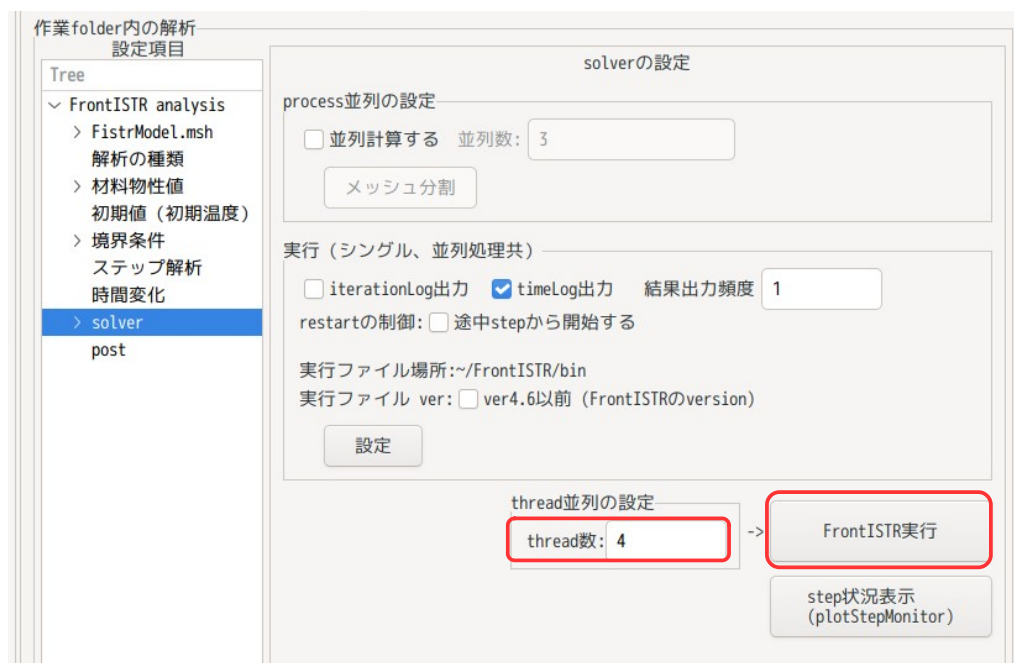 作業folder内の解析
設定項目
Tree
FrontISTR analysis
FistrModel.msh
解析の種類
材料物性値
初期値（初期温度）
境界条件
ステップ解析
時間変化
solver
post
solverの設定
process並列の設定
並列計算する 並列数: 3
メッシュ分割
実行（シングル、並列処理共）
iterationLog出力 timeLog出力 結果出力頻度 1
restartの制御: 途中stepから開始する
実行ファイル場所:~/FrontISTR/bin
実行ファイル ver: ver4.6以前（FrontISTRのversion）
設定
thread並列の設定
thread数: 4
-> FrontISTR実行
step状況表示
(plotStepMonitor)